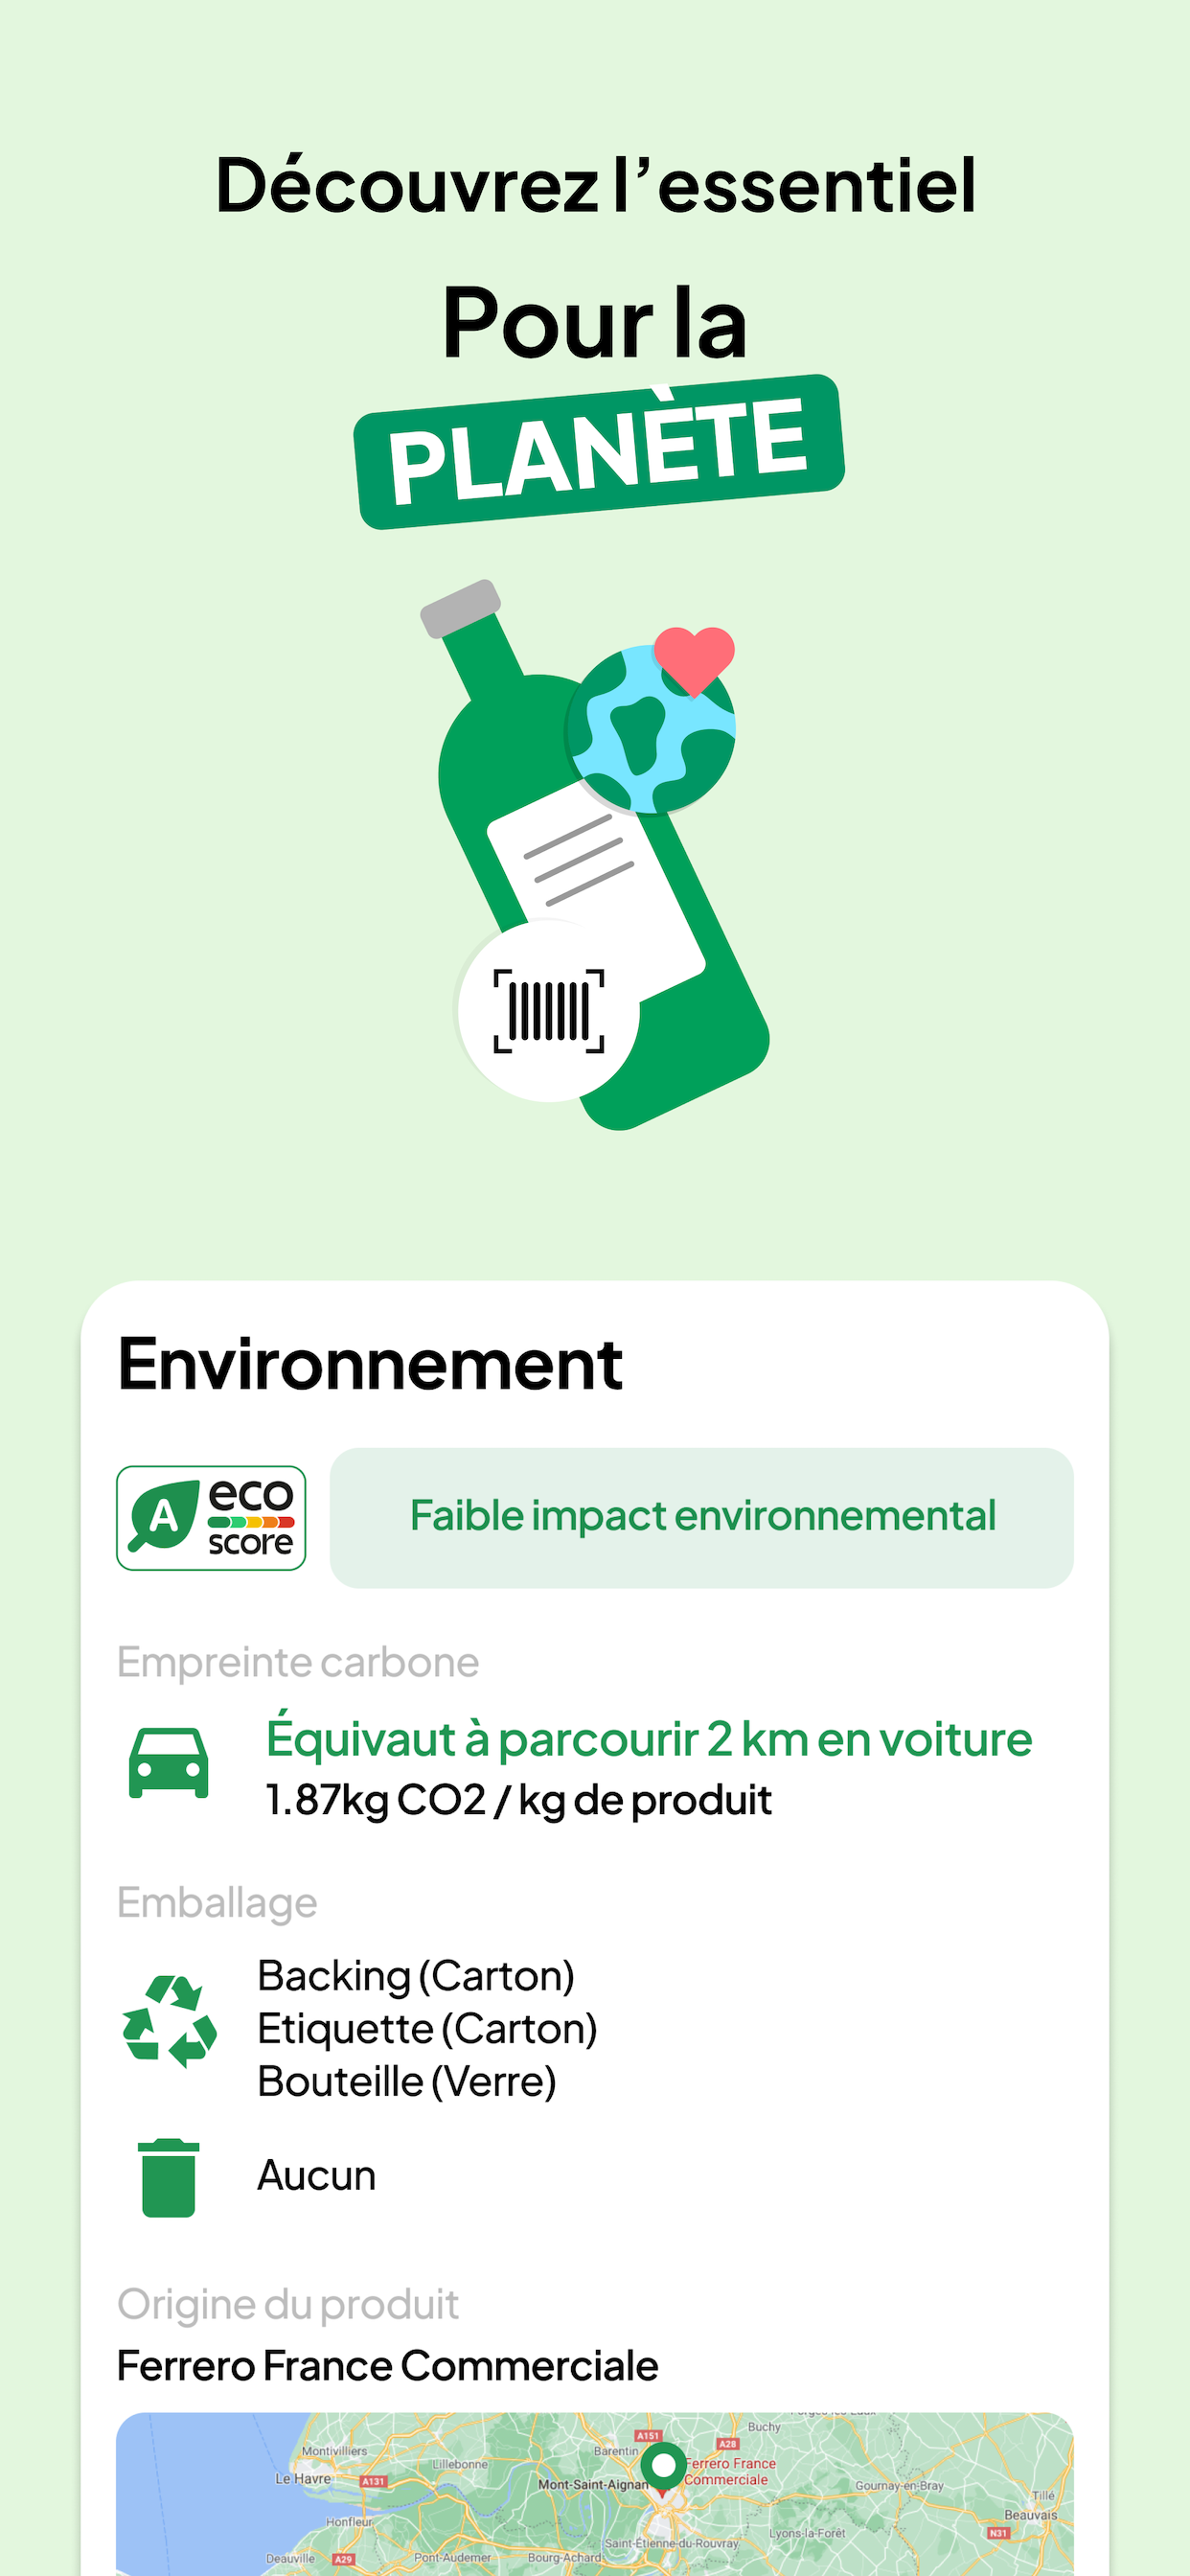 Découvrez l’essentiel
Pour la
PLANÈTE
Environnement
A eco
score
Faible impact environnemental
Empreinte carbone
Équivaut à parcourir 2 km en voiture
1.87kg CO2 / kg de produit
Emballage
Backing (Carton)
Etiquette (Carton)
Bouteille (Verre)
Aucun
Origine du produit
Ferrero France Commerciale
A151
Buchy
A28
Montivilliers
Barentin
Lillebonne
Ferrero France
Commerciale
Le Havre
A131
Mont-Saint-Aignan
Gournay-en-Bray
Tillé
Beauvais
Honfleur
N31
Lyons-la-Forêt
Saint-Étienne-du-Rouvray
Deauville
A29
Pont-Audemer
Bourg-Achard